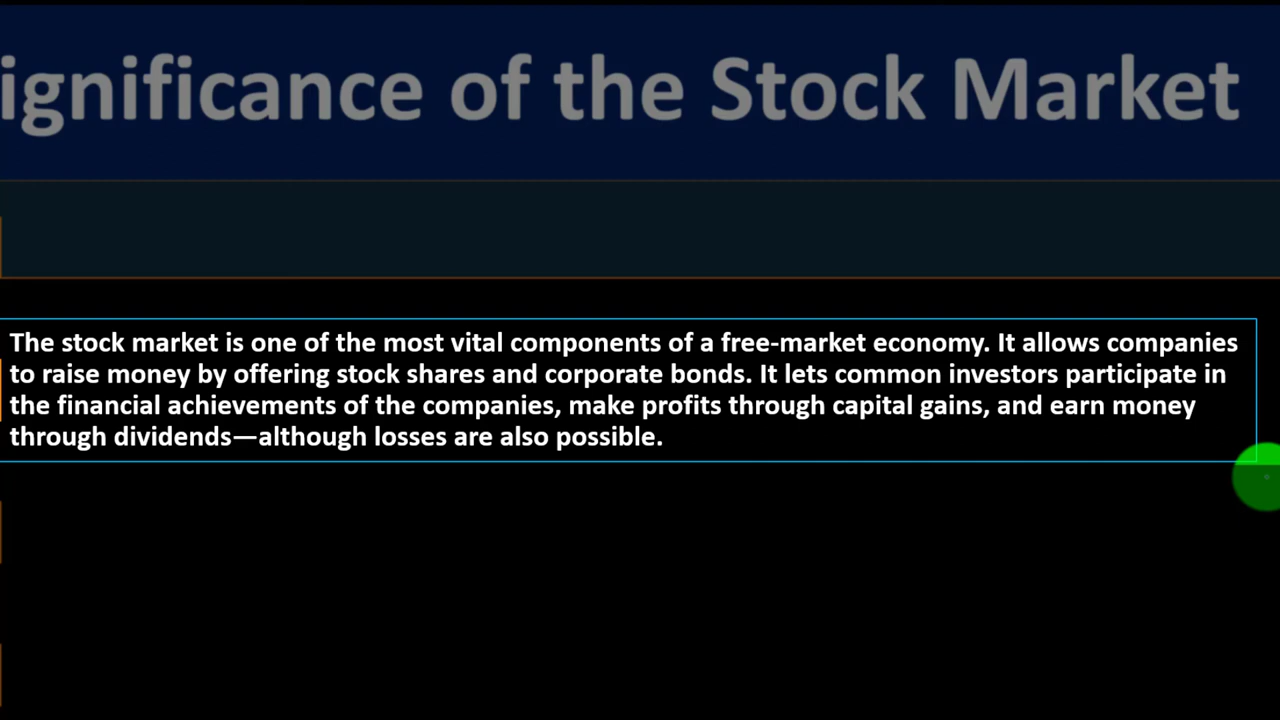 ignificance of the Stock Market
The stock market is one of the most vital components of a free-market economy. It allows companies
to raise money by offering stock shares and corporate bonds. It lets common investors participate in
the financial achievements of the companies, make profits through capital gains, and earn money
through dividends—although losses are also possible.